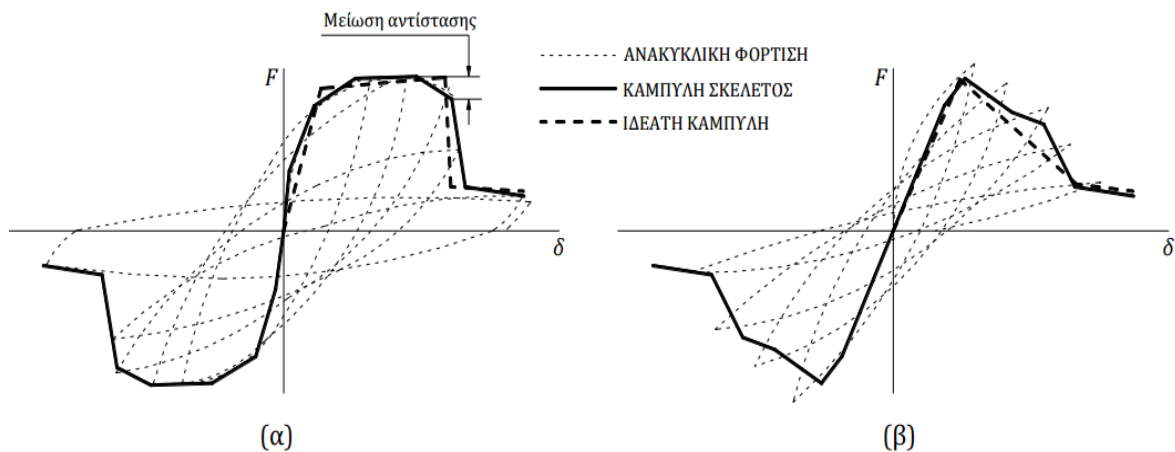 Μείωση αντίστασης
F
δ
ΑΝΑΚΥΚΛΙΚΗ ΦΟΡΤΙΣΗ
ΚΑΜΠΥΛΗ ΣΚΕΛΕΤΟΣ
ΙΔΕΑΤΗ ΚΑΜΠΥΛΗ
F
δ
(α)
(β)